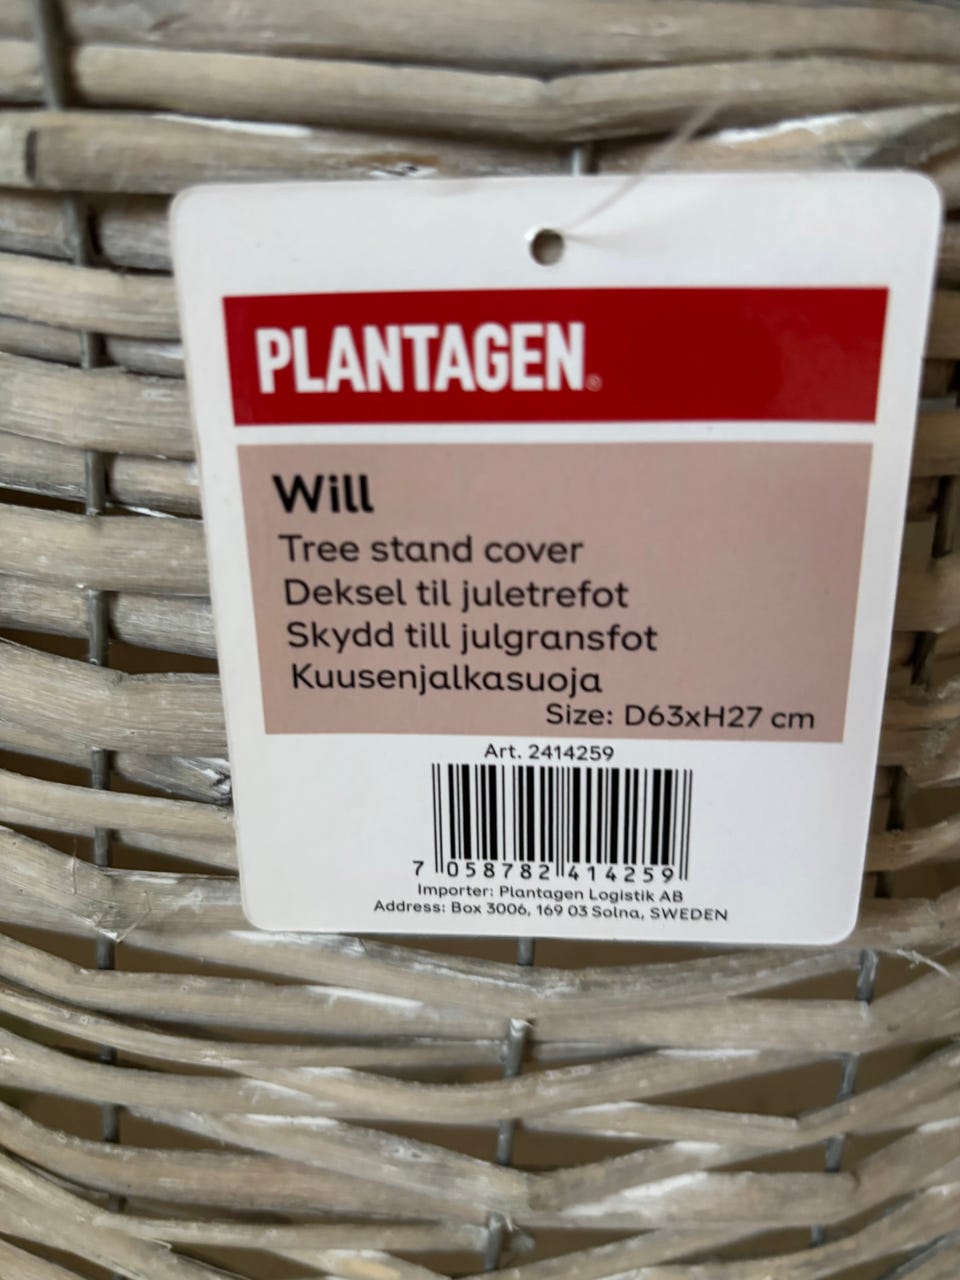 PLANTAGEN®
Will
Tree stand cover
Deksel til juletrefot
Skydd till julgransfot
Kuusenjalkasuoja
Size: D63xH27 cm
Art. 2414259
7 058782 414259
Importer: Plantagen Logistik AB
Address: Box 3006, 169 03 Solna, SWEDEN